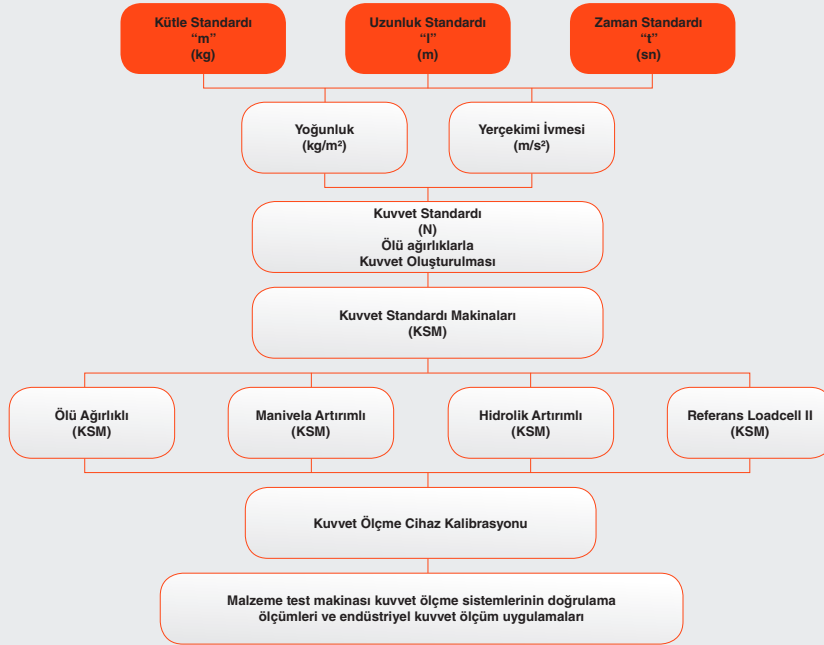 Kütle Standardı
“m”
(kg)
Uzunluk Standardı
“l”
(m)
Zaman Standardı
“t”
(sn)
Yoğunluk
(kg/m²)
Yerçekimi İvmesi
(m/s²)
Kuvvet Standardı
(N)
Ölü ağırlıklarla
Kuvvet Oluşturulması
Kuvvet Standardı Makinaları
(KSM)
Ölü Ağırlıklı
(KSM)
Manivela Artırımlı
(KSM)
Hidrolik Artırımlı
(KSM)
Referans Loadcell II
(KSM)
Kuvvet Ölçme Cihaz Kalibrasyonu
Malzeme test makinası kuvvet ölçme sistemlerinin doğrulama
ölçümleri ve endüstriyel kuvvet ölçüm uygulamaları